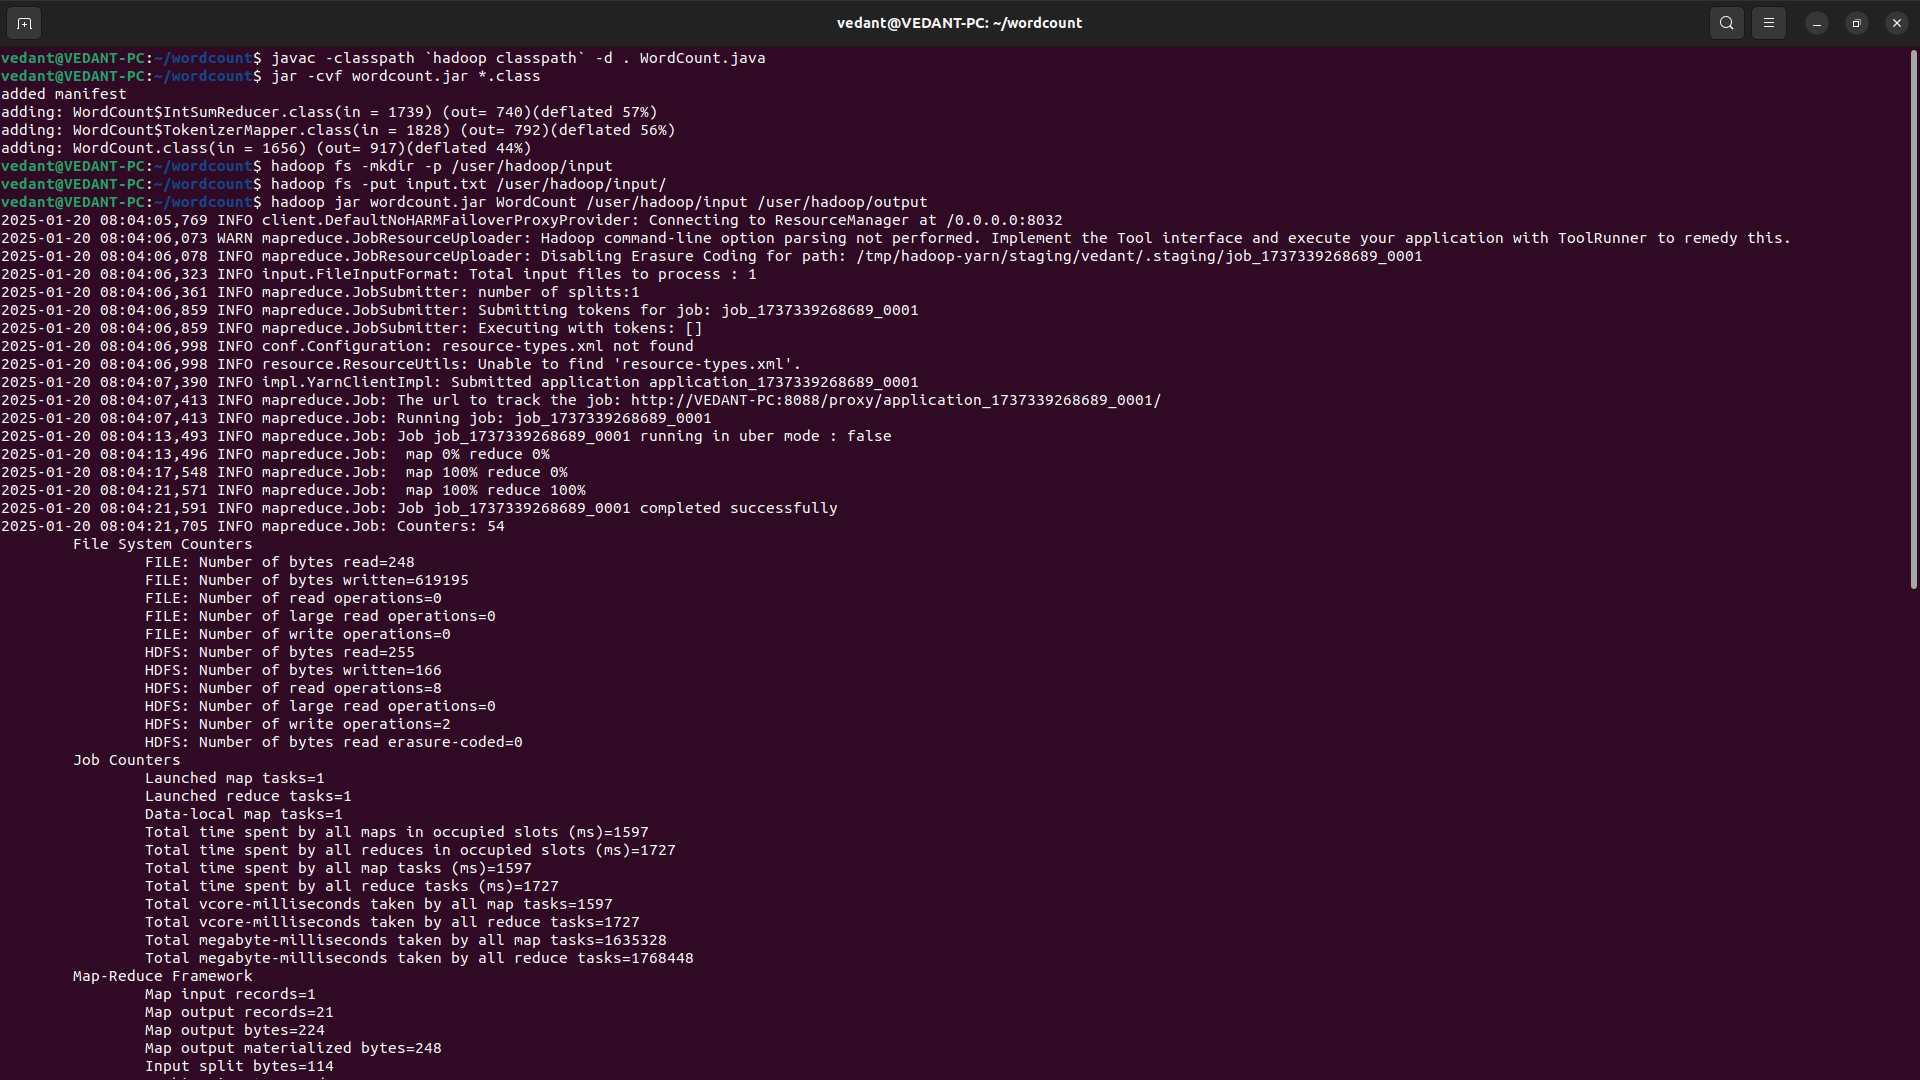 vedant@VEDANT-PC: ~/wordcount
vedant@VEDANT-PC:~/wordcount$ javac -classpath `hadoop classpath` -d . WordCount.java
vedant@VEDANT-PC:~/wordcount$ jar -cvf wordcount.jar *.class
added manifest
adding: WordCount$IntSumReducer.class(in = 1739) (out= 740)(deflated 57%)
adding: WordCount$TokenizerMapper.class(in = 1828) (out= 792)(deflated 56%)
adding: WordCount.class(in = 1656) (out= 917)(deflated 44%)
vedant@VEDANT-PC:~/wordcount$ hadoop fs -mkdir -p /user/hadoop/input
vedant@VEDANT-PC:~/wordcount$ hadoop fs -put input.txt /user/hadoop/input/
vedant@VEDANT-PC:~/wordcount$ hadoop jar wordcount.jar WordCount /user/hadoop/input /user/hadoop/output
2025-01-20 08:04:05,769 INFO client.DefaultNoHARMFailoverProxyProvider: Connecting to ResourceManager at /0.0.0.0:8032
2025-01-20 08:04:06,073 WARN mapreduce.JobResourceUploader: Hadoop command-line option parsing not performed. Implement the Tool interface and execute your application with ToolRunner to remedy this.
2025-01-20 08:04:06,078 INFO mapreduce.JobResourceUploader: Disabling Erasure Coding for path: /tmp/hadoop-yarn/staging/vedant/.staging/job_1737339268689_0001
2025-01-20 08:04:06,323 INFO input.FileInputFormat: Total input files to process : 1
2025-01-20 08:04:06,361 INFO mapreduce.JobSubmitter: number of splits:1
2025-01-20 08:04:06,859 INFO mapreduce.JobSubmitter: Submitting tokens for job: job_1737339268689_0001
2025-01-20 08:04:06,859 INFO mapreduce.JobSubmitter: Executing with tokens: []
2025-01-20 08:04:06,998 INFO conf.Configuration: resource-types.xml not found
2025-01-20 08:04:06,998 INFO resource.ResourceUtils: Unable to find 'resource-types.xml'.
2025-01-20 08:04:07,390 INFO impl.YarnClientImpl: Submitted application application_1737339268689_0001
2025-01-20 08:04:07,413 INFO mapreduce.Job: The url to track the job: http://VEDANT-PC:8088/proxy/application_1737339268689_0001/
2025-01-20 08:04:07,413 INFO mapreduce.Job: Running job: job_1737339268689_0001
2025-01-20 08:04:13,493 INFO mapreduce.Job: Job job_1737339268689_0001 running in uber mode : false
2025-01-20 08:04:13,496 INFO mapreduce.Job:  map 0% reduce 0%
2025-01-20 08:04:17,548 INFO mapreduce.Job:  map 100% reduce 0%
2025-01-20 08:04:21,571 INFO mapreduce.Job:  map 100% reduce 100%
2025-01-20 08:04:21,591 INFO mapreduce.Job: Job job_1737339268689_0001 completed successfully
2025-01-20 08:04:21,705 INFO mapreduce.Job: Counters: 54
File System Counters
FILE: Number of bytes read=248
FILE: Number of bytes written=619195
FILE: Number of read operations=0
FILE: Number of large read operations=0
FILE: Number of write operations=0
HDFS: Number of bytes read=255
HDFS: Number of bytes written=166
HDFS: Number of read operations=8
HDFS: Number of large read operations=0
HDFS: Number of write operations=2
HDFS: Number of bytes read erasure-coded=0
Job Counters
Launched map tasks=1
Launched reduce tasks=1
Data-local map tasks=1
Total time spent by all maps in occupied slots (ms)=1597
Total time spent by all reduces in occupied slots (ms)=1727
Total time spent by all map tasks (ms)=1597
Total time spent by all reduce tasks (ms)=1727
Total vcore-milliseconds taken by all map tasks=1597
Total vcore-milliseconds taken by all reduce tasks=1727
Total megabyte-milliseconds taken by all map tasks=1635328
Total megabyte-milliseconds taken by all reduce tasks=1768448
Map-Reduce Framework
Map input records=1
Map output records=21
Map output bytes=224
Map output materialized bytes=248
Input split bytes=114